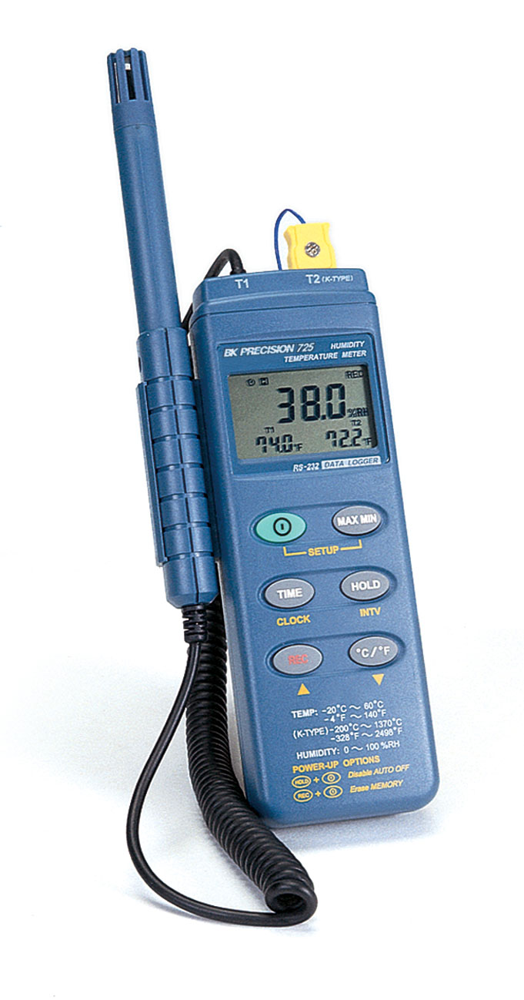 T1 T2 (K-TYPE)
BK PRECISION 725 HUMIDITY
TEMPERATURE METER
REC
38.0 %RH
T1 T2
74.0°F 72.2°F
RS-232 DATA LOGGER
MAX MIN
SETUP
TIME HOLD
CLOCK INTV
REC °C/°F
▲ ▼
TEMP: -20°C ~ 60°C
-4°F ~ 140°F
(K-TYPE) -200°C ~ 1370°C
-328°F ~ 2498°F
HUMIDITY: 0 ~ 100 %RH
POWER-UP OPTIONS
HOLD + Disable AUTO OFF
REC + Erase MEMORY